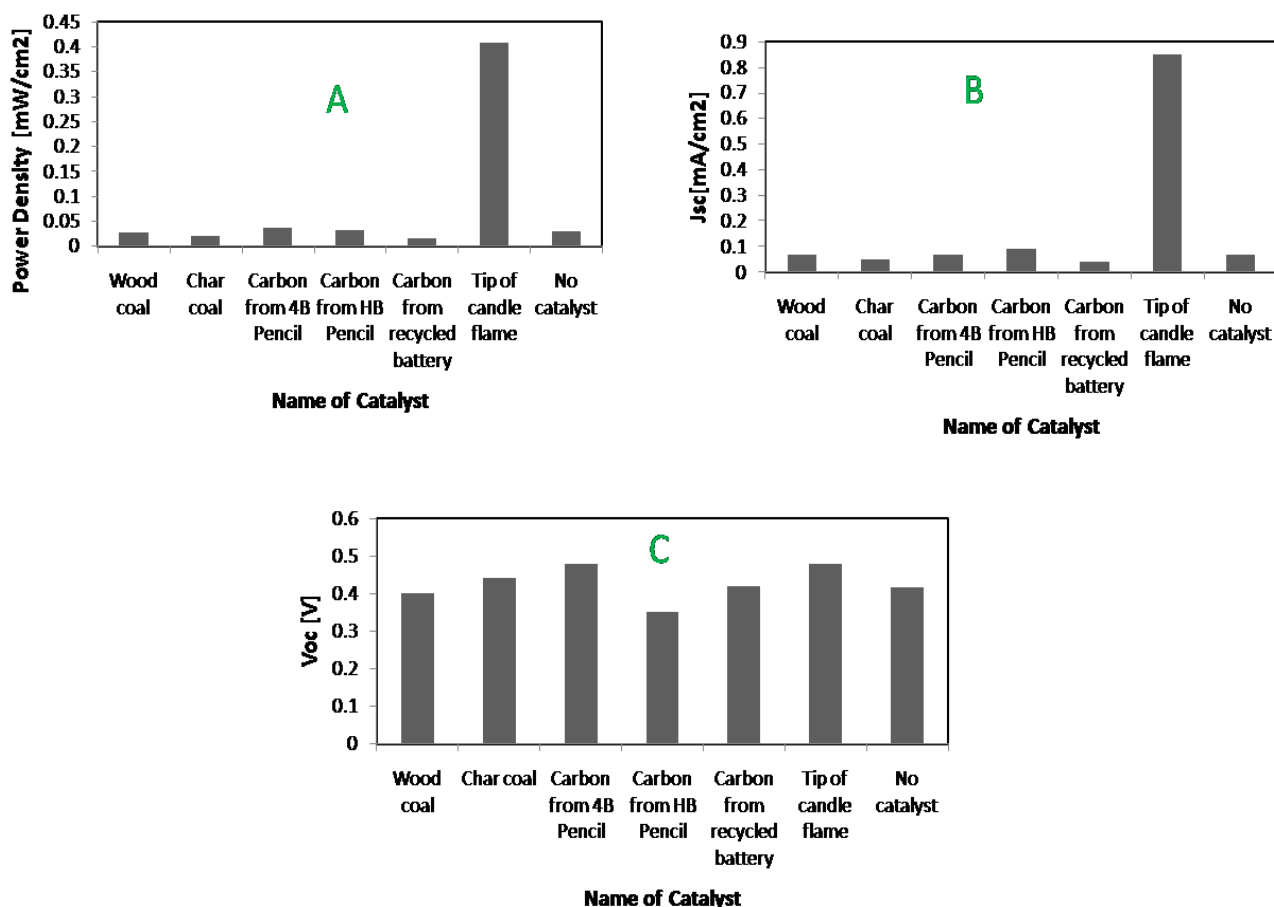 Power Density [mW/cm2]
0.45
0.4
0.35
0.3
0.25
0.2
0.15
0.1
0.05
0
A
Wood coal
Char coal
Carbon from 4B Pencil
Carbon from HB Pencil
Carbon from recycled battery
Tip of candle flame
No catalyst
Name of Catalyst
Jsc[mA/cm2]
0.9
0.8
0.7
0.6
0.5
0.4
0.3
0.2
0.1
0
B
Wood coal
Char coal
Carbon from 4B Pencil
Carbon from HB Pencil
Carbon from recycled battery
Tip of candle flame
No catalyst
Name of Catalyst
Voc [V]
0.6
0.5
0.4
0.3
0.2
0.1
0
C
Wood coal
Char coal
Carbon from 4B Pencil
Carbon from HB Pencil
Carbon from recycled battery
Tip of candle flame
No catalyst
Name of Catalyst